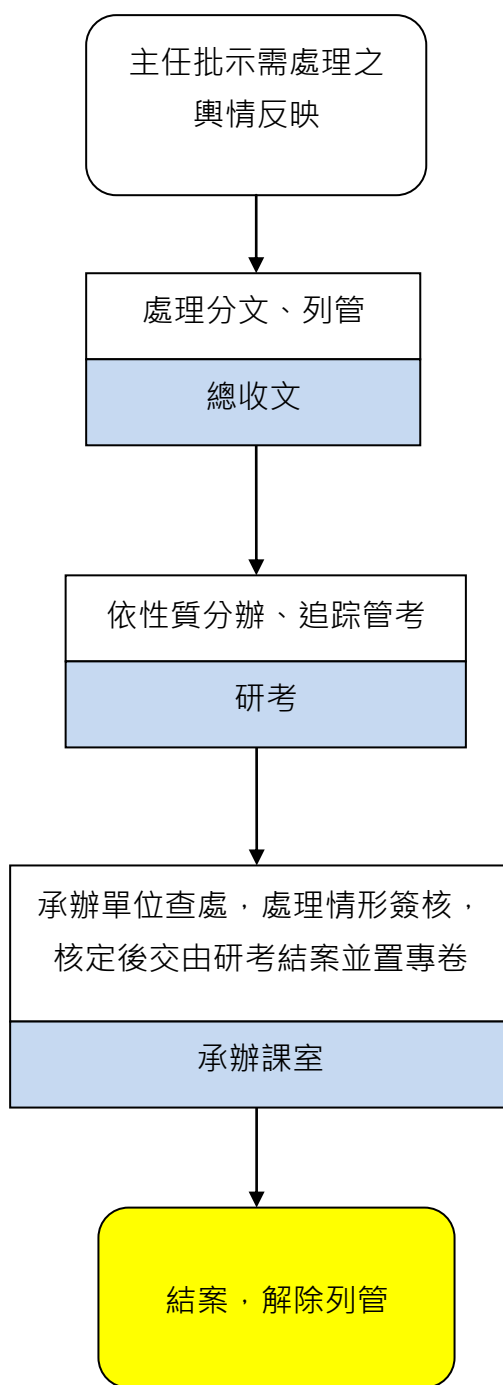 主任批示需處理之
輿情反映
處理分文、列管
總收文
依性質分辦、追踪管考
研考
承辦單位查處，處理情形簽核，
核定後交由研考結案並置專卷
承辦課室
結案，解除列管